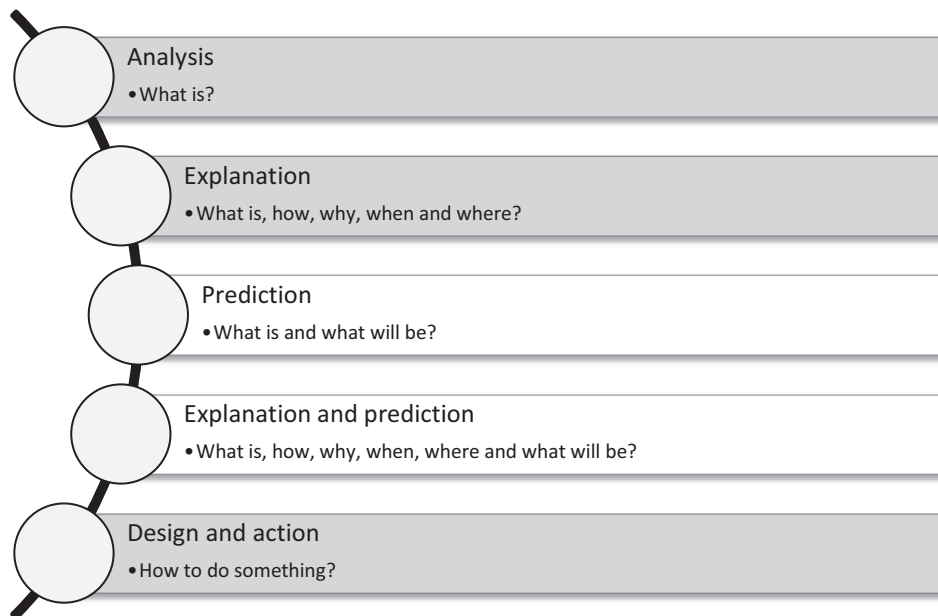 Analysis
•What is?
Explanation
•What is, how, why, when and where?
Prediction
•What is and what will be?
Explanation and prediction
•What is, how, why, when, where and what will be?
Design and action
•How to do something?